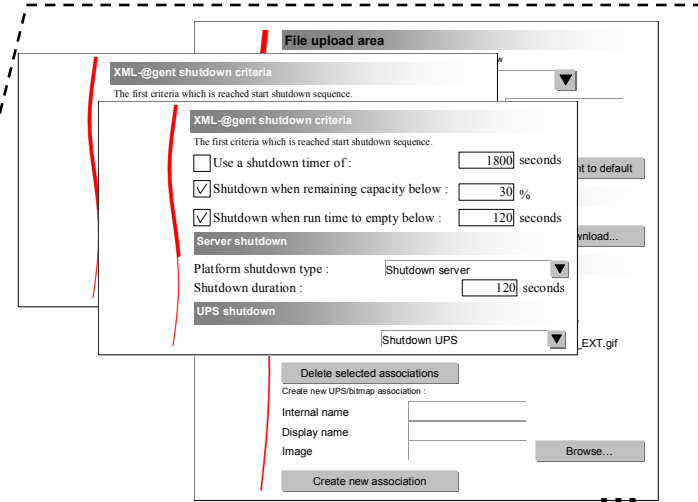 File upload area
XML-@gent shutdown criteria
The first criteria which is reached start shutdown sequence.
XML-@gent shutdown criteria
The first criteria which is reached start shutdown sequence.
Use a shutdown timer of : 1800 seconds
Shutdown when remaining capacity below : 30 %
Shutdown when run time to empty below : 120 seconds
Server shutdown
Platform shutdown type : Shutdown server
Shutdown duration : 120 seconds
UPS shutdown
Shutdown UPS
to default
wnload...
_EXT.gif
Delete selected associations
Create new UPS/bitmap association :
Internal name
Display name
Image Browse…
Create new association